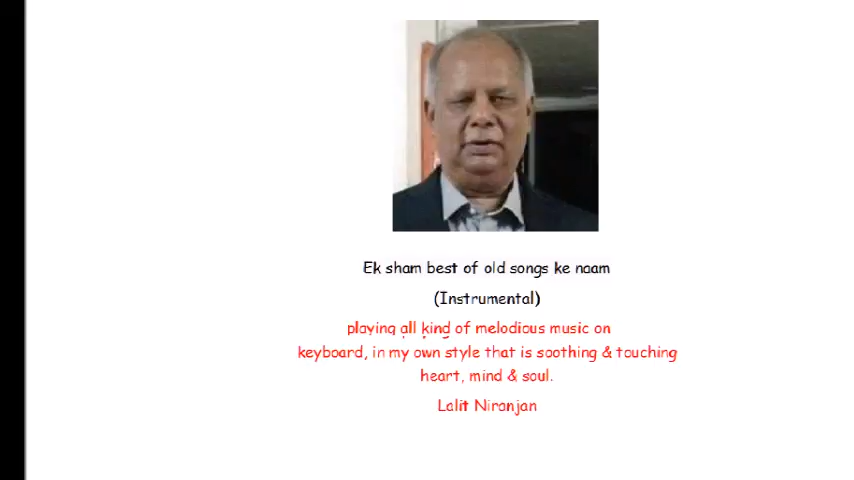 Ek sham best of old songs ke naam
(Instrumental)
playing all king of melodious music on
keyboard, in my own style that is soothing & touching
heart, mind & soul.
Lalit Niranjan